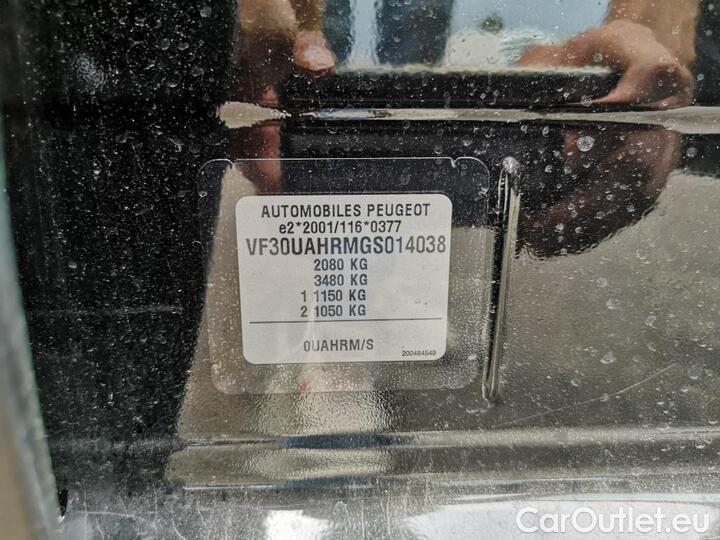 AUTOMOBILES PEUGEOT
e2*2001/116*0377
VF30UAHRMGS014038
2080 KG
3480 KG
1 1150 KG
2 1050 KG
0UAHRM/S
200484549
CarOutlet.eu